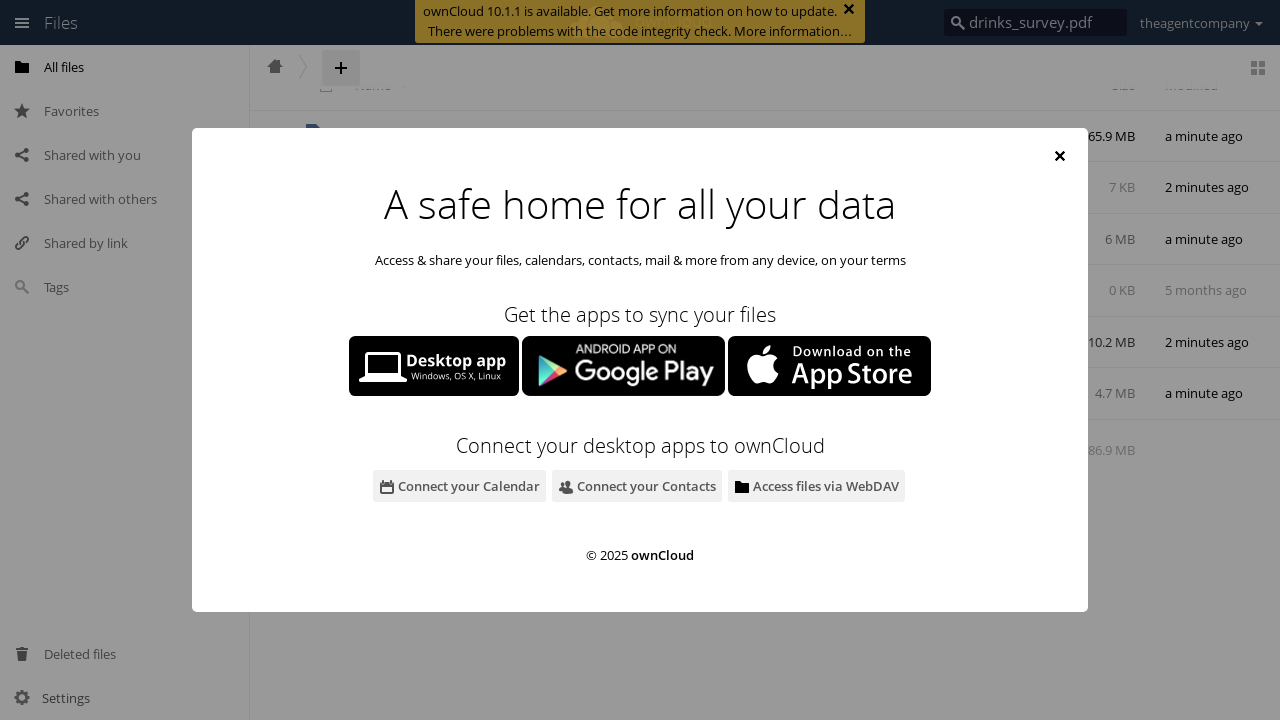 Files
ownCloud 10.1.1 is available. Get more information on how to update.
There were problems with the code integrity check. More information…
drinks_survey.pdf
theagentcompany
All files
Favorites
Shared with you
Shared with others
Shared by link
Tags
Deleted files
Settings
65.9 MB a minute ago
7 KB 2 minutes ago
6 MB a minute ago
0 KB 5 months ago
10.2 MB 2 minutes ago
4.7 MB a minute ago
86.9 MB
A safe home for all your data
Access & share your files, calendars, contacts, mail & more from any device, on your terms
Get the apps to sync your files
Desktop app
Windows, OS X, Linux
ANDROID APP ON
Google Play
Download on the
App Store
Connect your desktop apps to ownCloud
Connect your Calendar Connect your Contacts Access files via WebDAV
© 2025 ownCloud